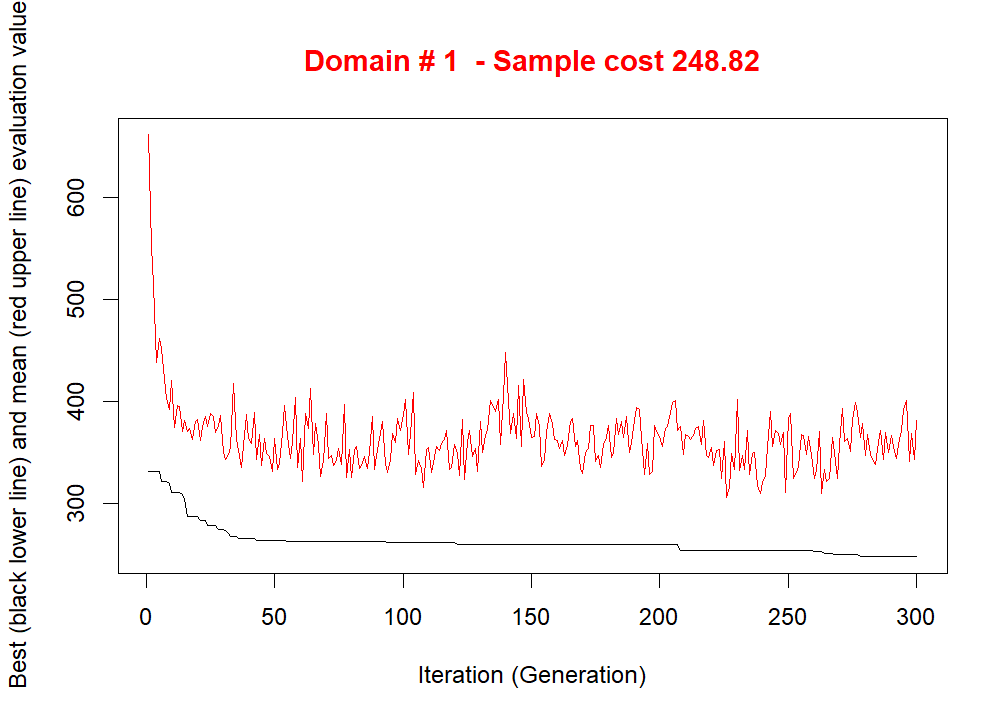 Domain # 1  - Sample cost 248.82
Best (black lower line) and mean (red upper line) evaluation value
600
500
400
300
0 50 100 150 200 250 300
Iteration (Generation)